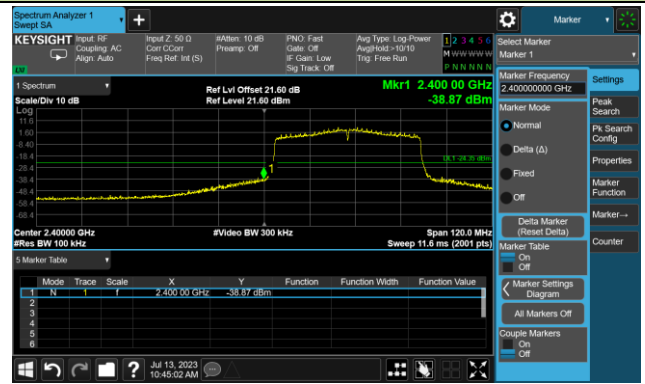 Spectrum Analyzer 1
Swept SA
Marker
KEYSIGHT
Input: RF
Coupling: AC
Align: Auto
Input Z: 50 Ω
Corr CCorr
Freq Ref: Int (S)
#Atten: 10 dB
Preamp: Off
PNO: Fast
Gate: Off
IF Gain: Low
Sig Track: Off
Avg Type: Log-Power
Avg|Hold:>10/10
Trig: Free Run
1 2 3 4 5 6
M W W W W W
P N N N N N
LW
1 Spectrum
Scale/Div 10 dB
Ref Lvl Offset 21.60 dB
Ref Level 21.60 dBm
Mkr1 2.400 00 GHz
-38.87 dBm
Log
11.6
1.60
-8.40
-18.4
-28.4
-38.4
-48.4
-58.4
-68.4
DL1 -24.35 dBm
1
Center 2.40000 GHz
#Res BW 100 kHz
#Video BW 300 kHz
Span 120.0 MHz
Sweep 11.6 ms (2001 pts)
5 Marker Table
Mode Trace Scale X Y Function Function Width Function Value
1 N 1 f 2.400 00 GHz -38.87 dBm
2
3
4
5
6
Jul 13, 2023
10:45:02 AM
Select Marker
Marker 1
Marker Frequency
2.400000000 GHz
Marker Mode
Normal
Delta (Δ)
Fixed
Off
Delta Marker
(Reset Delta)
Marker Table
On
Off
Marker Settings
Diagram
All Markers Off
Couple Markers
On
Off
Settings
Peak
Search
Pk Search
Config
Properties
Marker
Function
Marker→
Counter